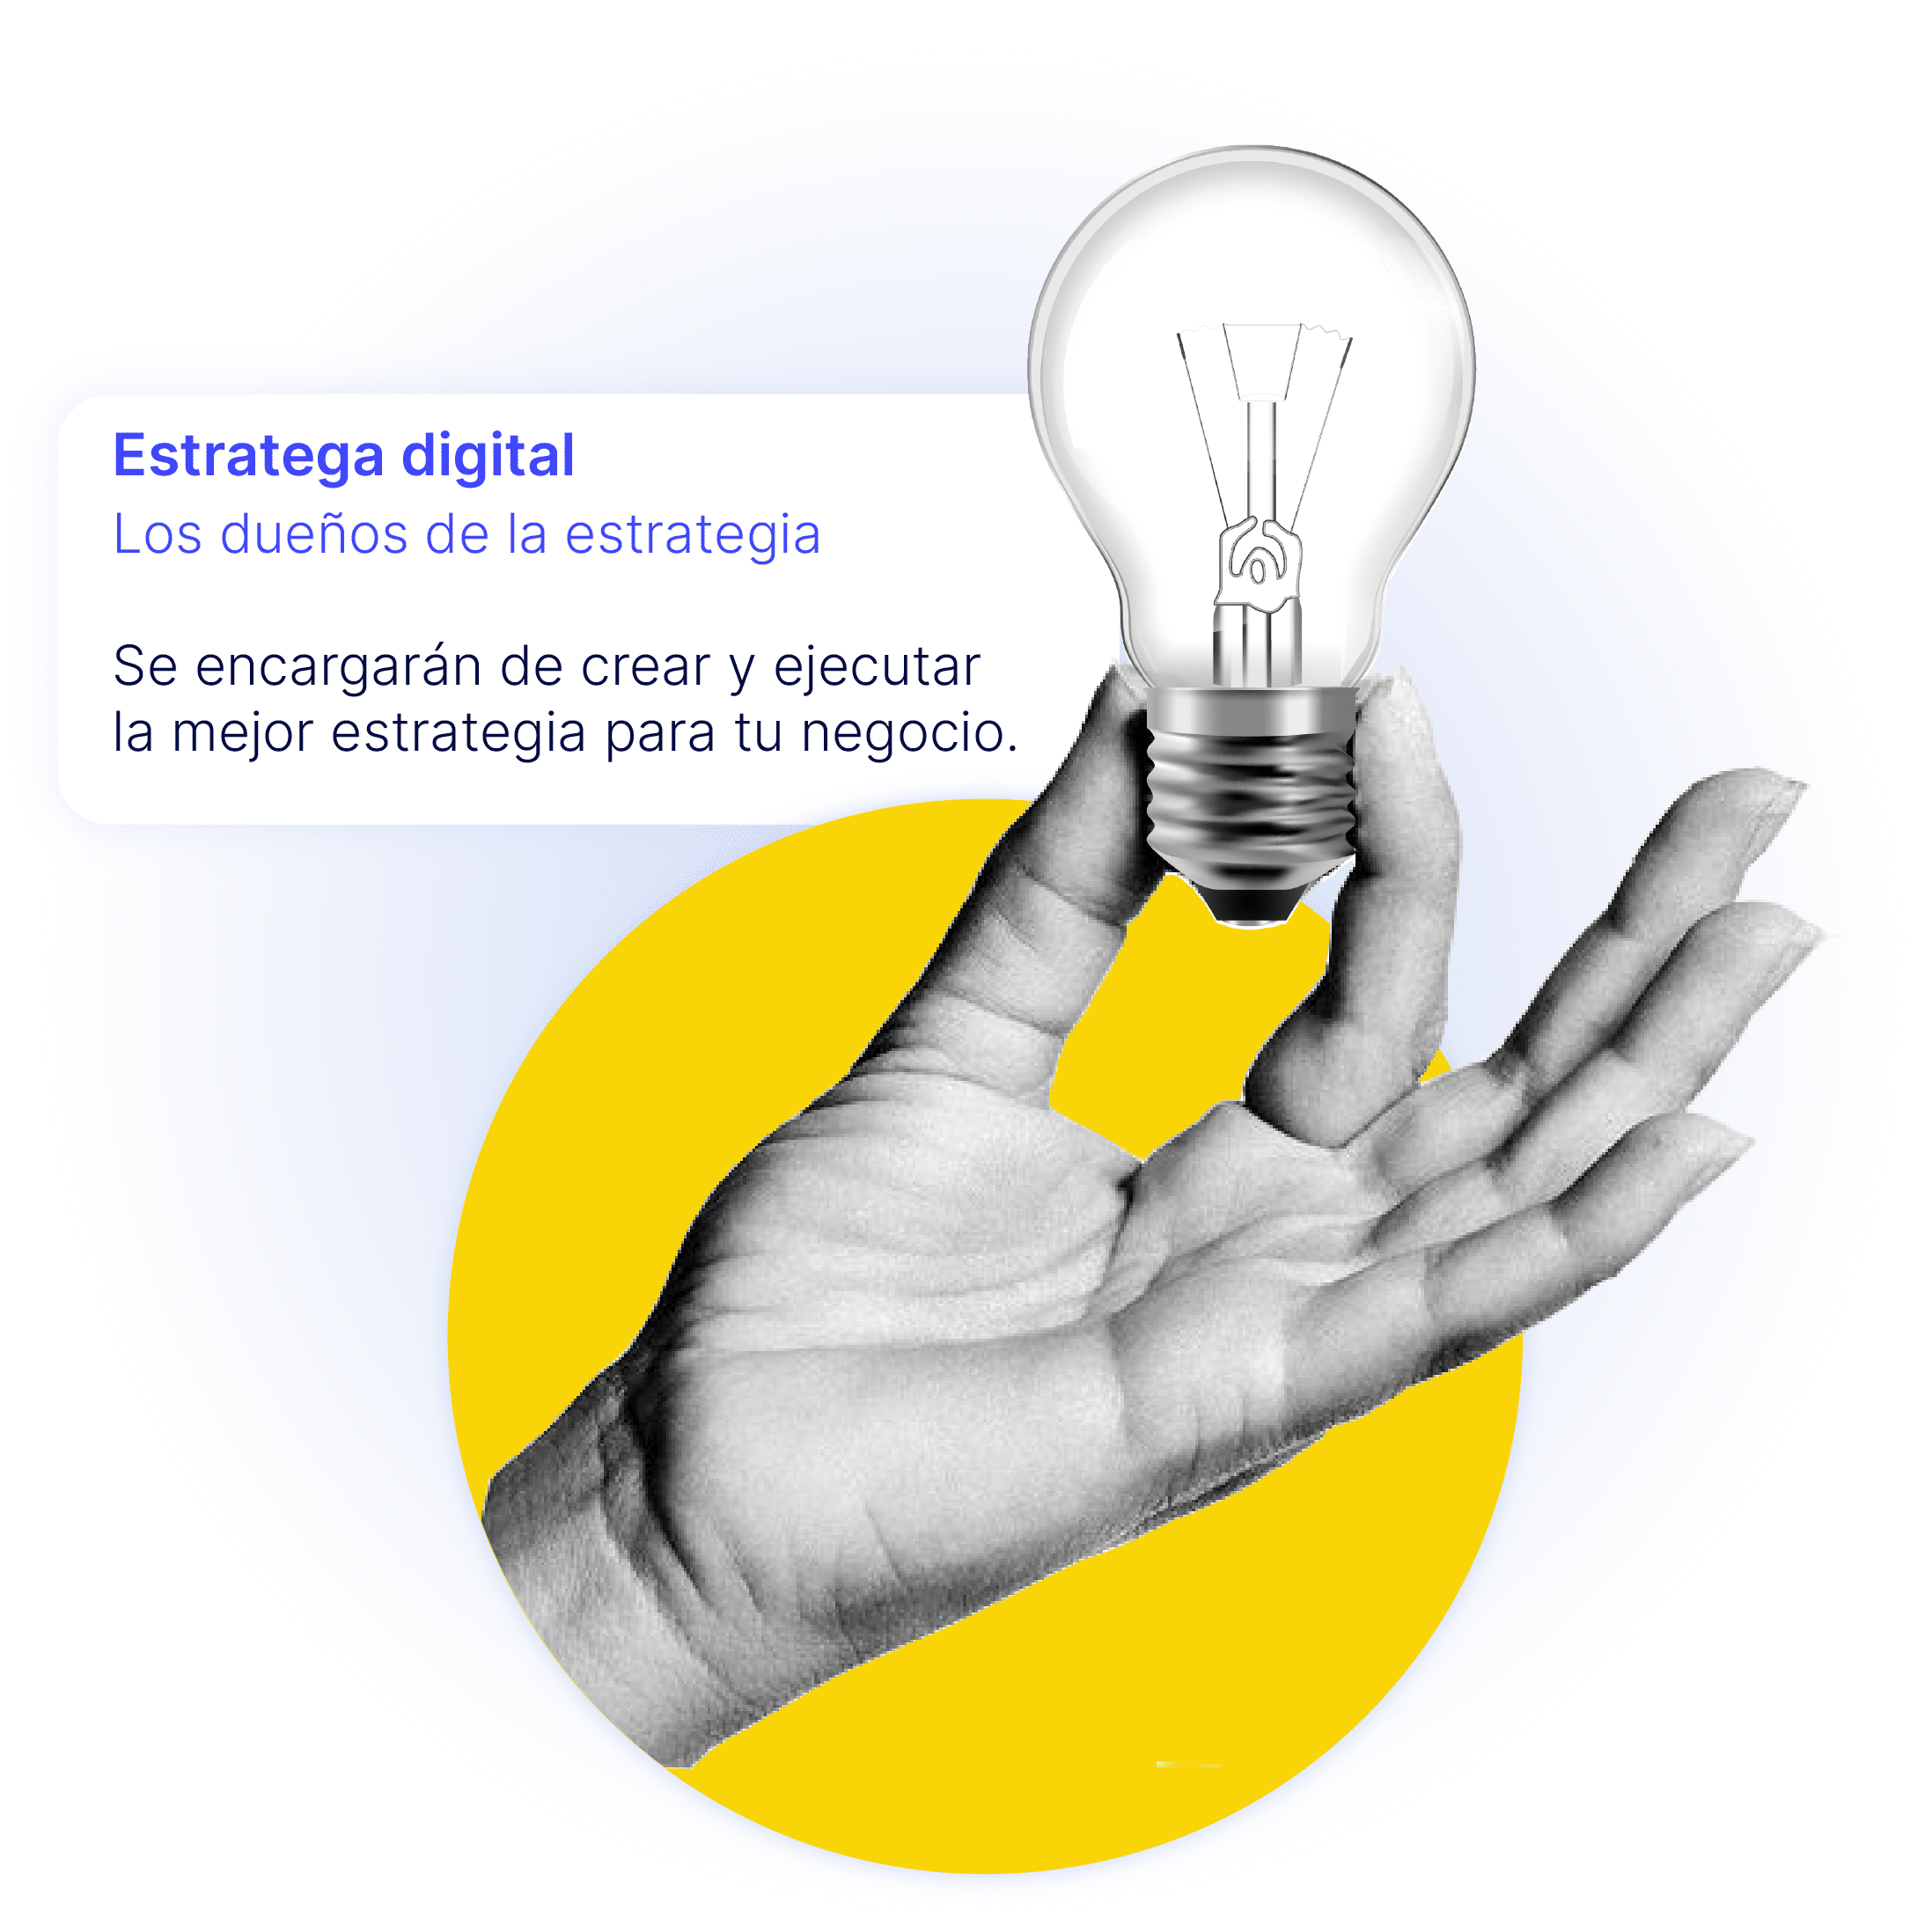 Estratega digital
Los dueños de la estrategia
Se encargarán de crear y ejecutar
la mejor estrategia para tu negocio.